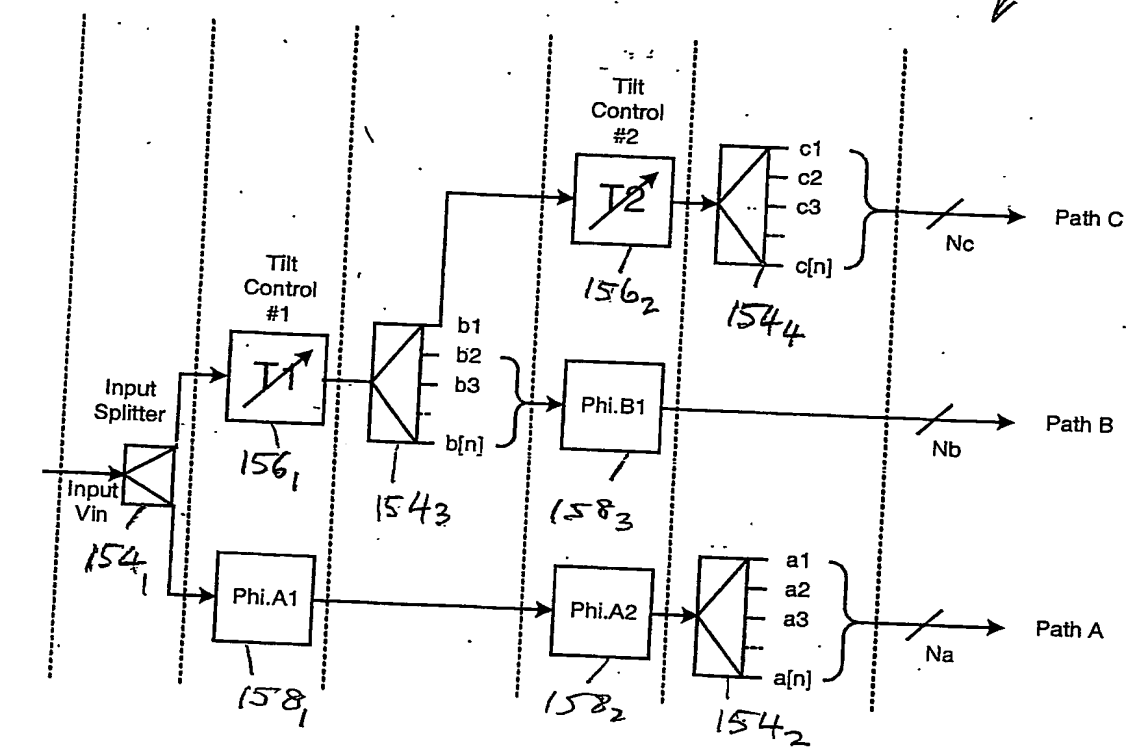 Tilt
Control
#2
T2
c1
c2
c3
c[n]
Nc
Path C
156₂
154₄
Tilt
Control
#1
T1
b1
b2
b3
b[n]
Phi.B1
Nb
Path B
Input
Splitter
156₁
154₃
158₃
Input
Vin
154₁
Phi.A1
Phi.A2
a1
a2
a3
a[n]
Na
Path A
158₁
158₂
154₂